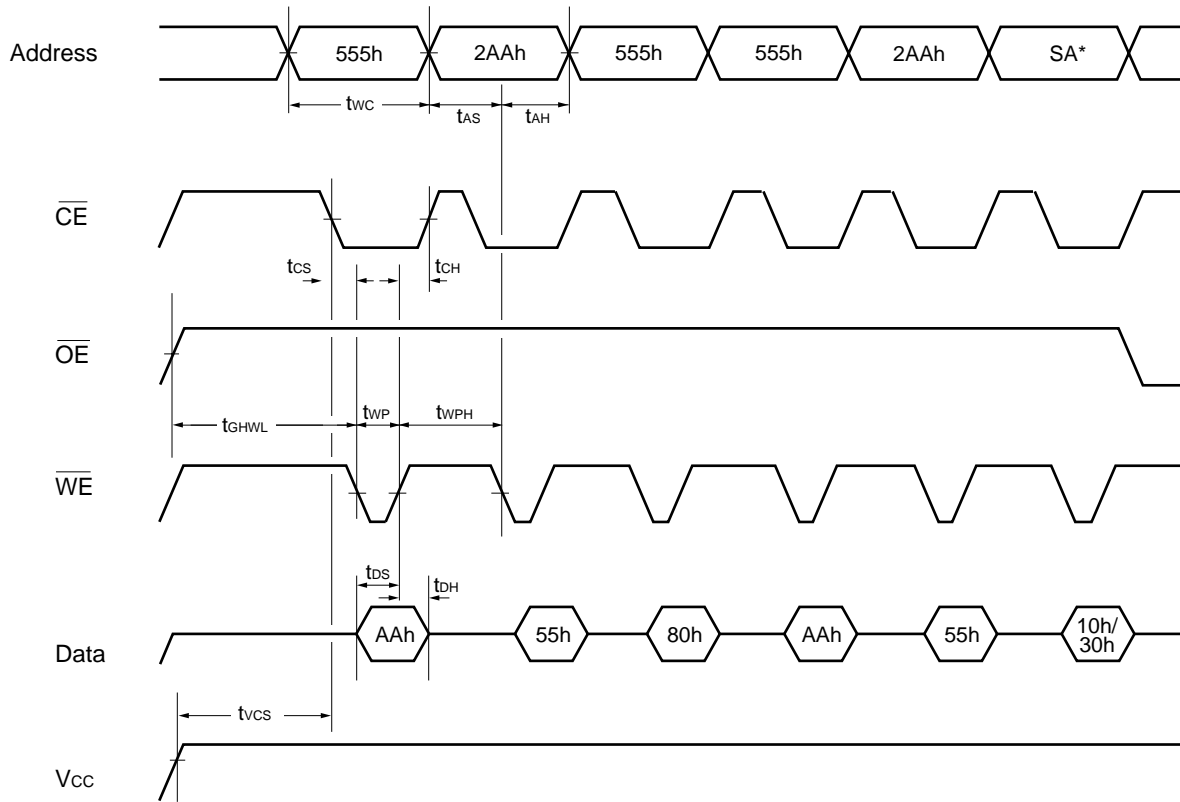 Address 555h 2AAh 555h 555h 2AAh SA*
tWC tAS tAH
CE
tCS tCH
OE
tGHWL tWP tWPH
WE
tDS tDH
Data AAh 55h 80h AAh 55h 10h/
30h
tVCS
VCC